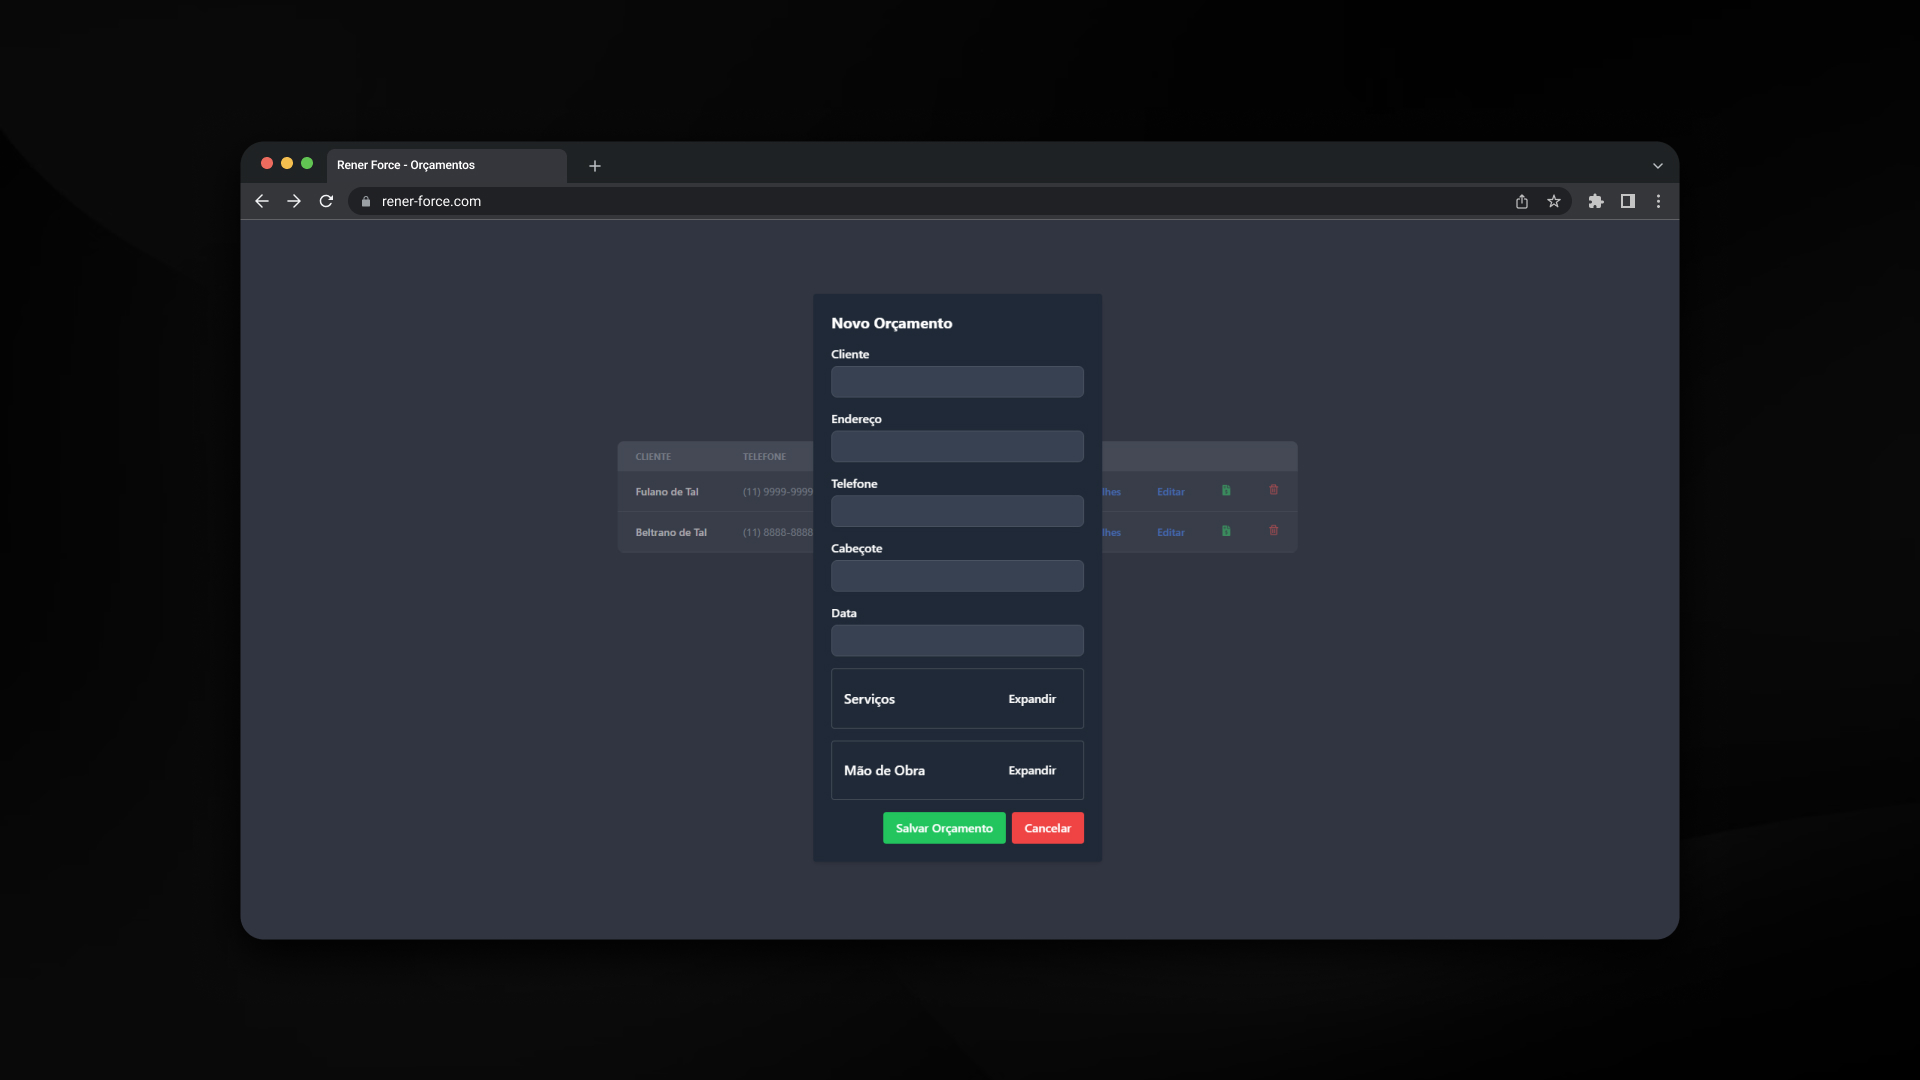 Rener Force - Orçamentos
rener-force.com
Novo Orçamento
Cliente
Endereço
Telefone
Cabeçote
Data
Serviços Expandir
Mão de Obra Expandir
Salvar Orçamento Cancelar
CLIENTE TELEFONE
Fulano de Tal (11) 9999-9999 lhes Editar
Beltrano de Tal (11) 8888-8888 lhes Editar